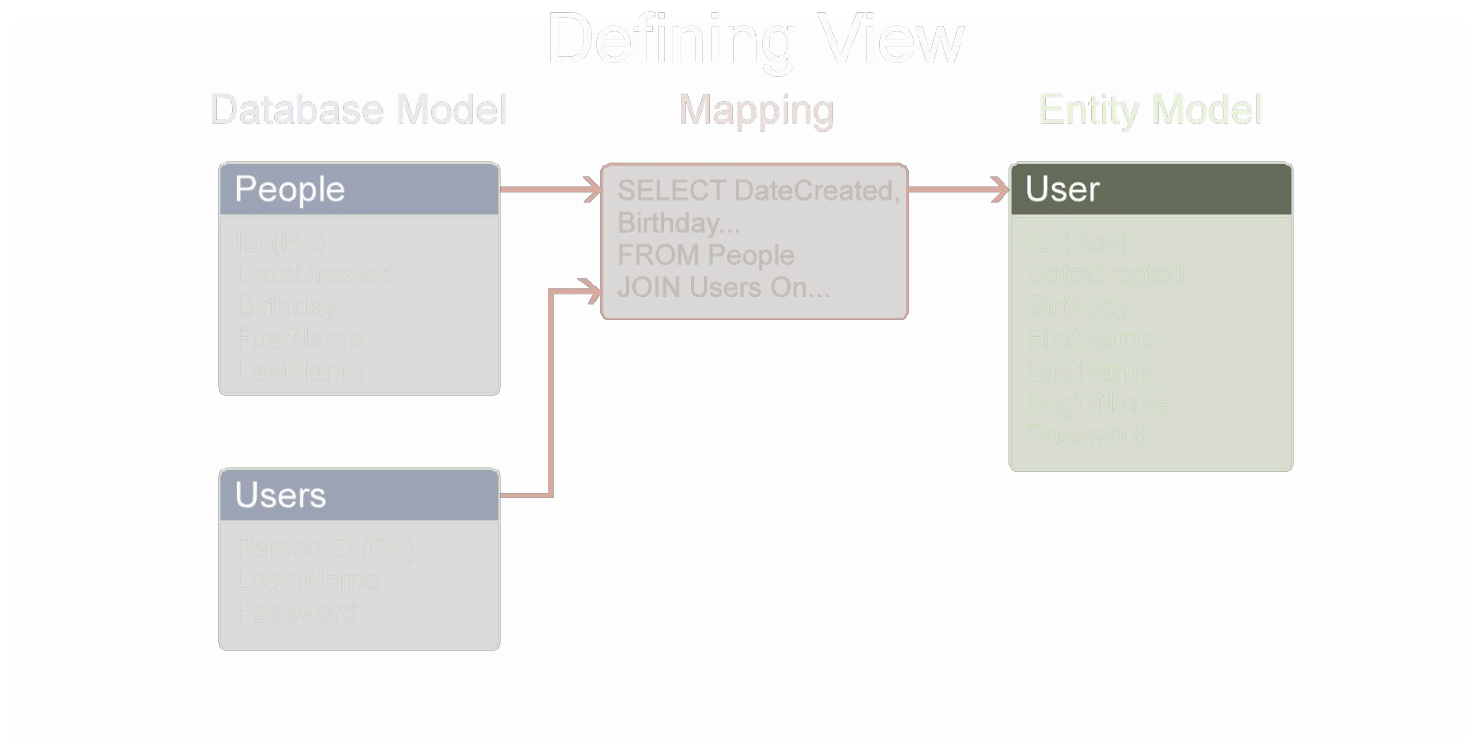 Defining View
Database Model
Mapping
Entity Model
People
ID (PK)
DateCreated
Birthday
FirstName
LastName
Users
PersonID (PK)
LoginName
Password
SELECT DateCreated,
Birthday...
FROM People
JOIN Users On...
User
ID (Key)
DateCreated
Birthday
FirstName
LastName
LoginName
Password